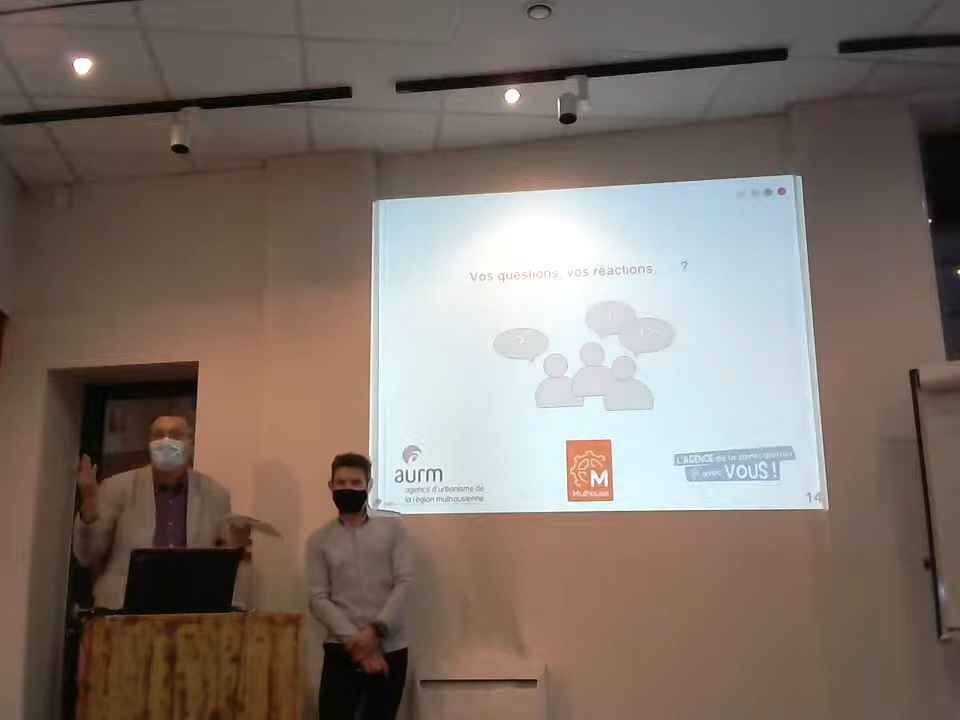 Vos questions, vos réactions, ?
?
!
aurm
agence d'urbanisme de
la région mulhousienne
M
Mulhouse
L'AGENCE de la participation
avec VOUS !
14